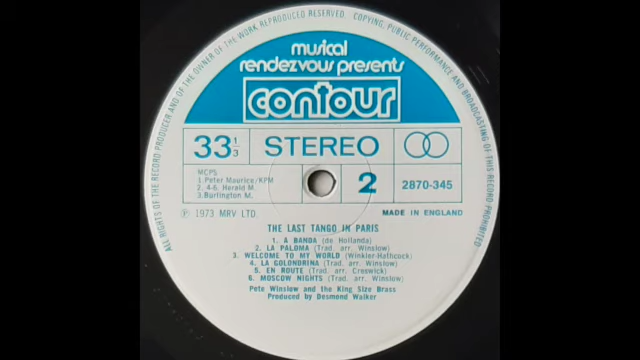 ALL RIGHTS OF THE RECORD PRODUCER AND OF THE OWNER OF THE WORK REPRODUCED RESERVED. COPYING, PUBLIC PERFORMANCE AND BROADCASTING OF THIS RECORD PROHIBITED
musical
rendezvous presents
contour
33 1/3 STEREO
MCPS
1.Peter Maurice/KPM
2, 4-6. Herald M.
3.Burlington M.
2
2870-345
Ⓟ 1973 MRV LTD.
MADE IN ENGLAND
THE LAST TANGO IN PARIS
1. A BANDA (de Hollanda)
2. LA PALOMA (Trad. arr. Winslow)
3. WELCOME TO MY WORLD (Winkler-Hathcock)
4. LA GOLONDRINA (Trad. arr. Winslow)
5. EN ROUTE (Trad. arr. Creswick)
6. MOSCOW NIGHTS (Trad. arr. Winslow)
Pete Winslow and the King Size Brass
Produced by Desmond Walker